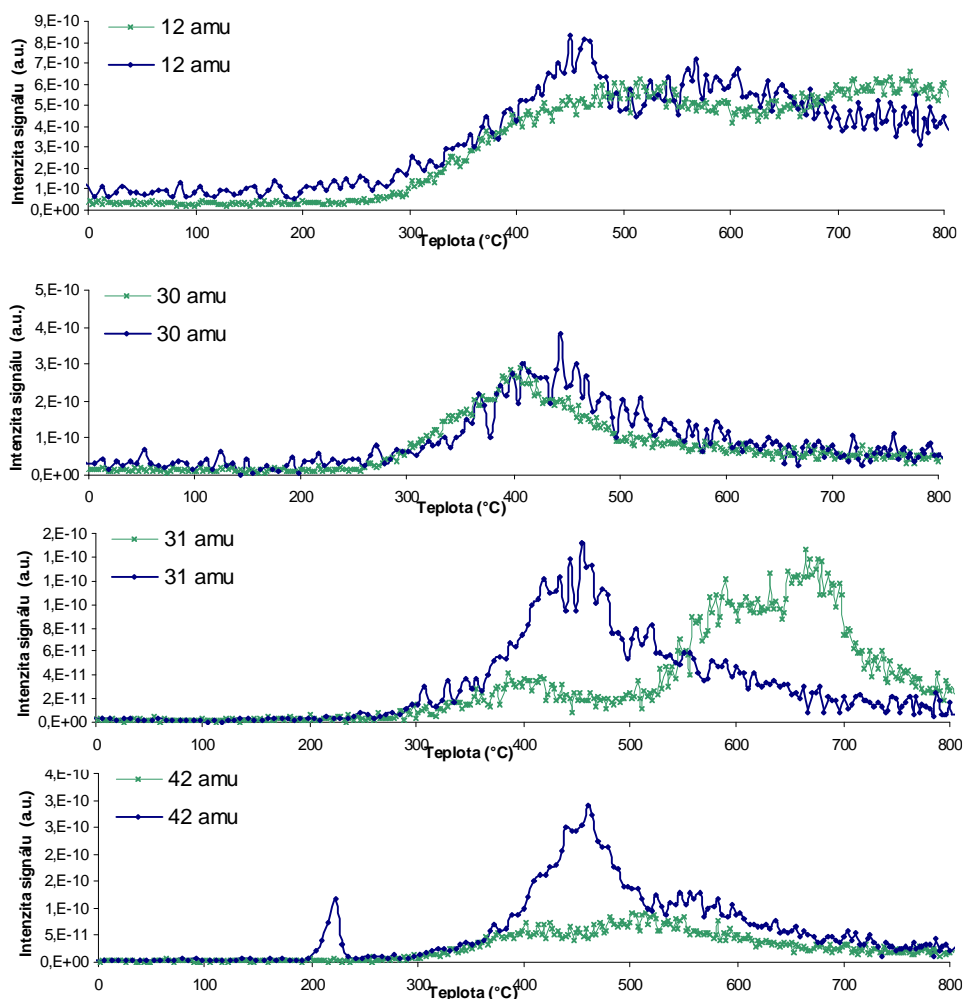 Intenzita signálu (a.u.)
9,E-10
8,E-10
7,E-10
6,E-10
5,E-10
4,E-10
3,E-10
2,E-10
1,E-10
0,E+00
12 amu
12 amu
0 100 200 300 400 500 600 700 800
Teplota (°C)
Intenzita signálu (a.u.)
5,E-10
4,E-10
3,E-10
2,E-10
1,E-10
0,E+00
30 amu
30 amu
0 100 200 300 400 500 600 700 800
Teplota (°C)
Intenzita signálu (a.u.)
2,E-10
1,E-10
1,E-10
1,E-10
8,E-11
6,E-11
4,E-11
2,E-11
0,E+00
31 amu
31 amu
0 100 200 300 400 500 600 700 800
Teplota (°C)
Intenzita signálu (a.u.)
4,E-10
3,E-10
3,E-10
2,E-10
2,E-10
1,E-10
5,E-11
0,E+00
42 amu
42 amu
0 100 200 300 400 500 600 700 800
Teplota (°C)